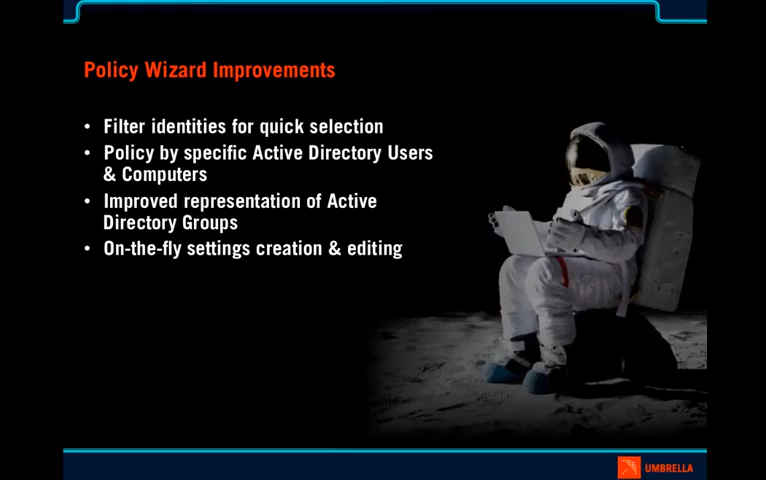 Policy Wizard Improvements
• Filter identities for quick selection
• Policy by specific Active Directory Users
& Computers
• Improved representation of Active
Directory Groups
• On-the-fly settings creation & editing
UMBRELLA